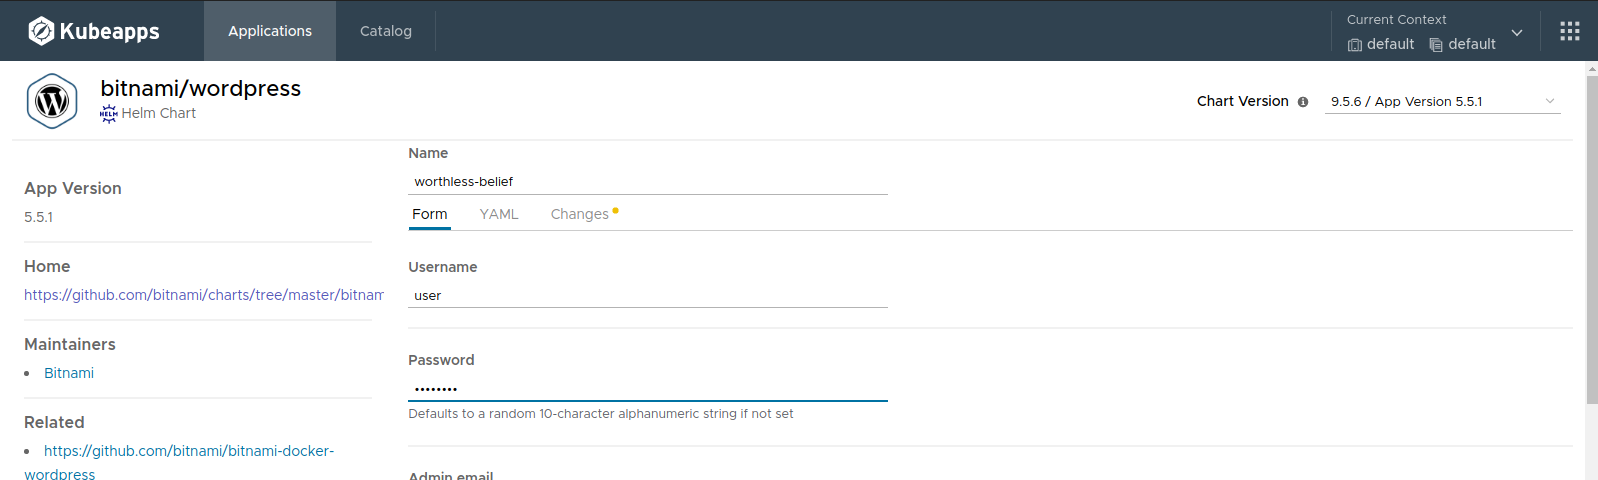 Kubeapps
Applications
Catalog
Current Context
default default
bitnami/wordpress
HELM Helm Chart
Chart Version 9.5.6 / App Version 5.5.1
App Version
5.5.1
Home
https://github.com/bitnami/charts/tree/master/bitnam
Maintainers
Bitnami
Related
https://github.com/bitnami/bitnami-docker-
wordpress
Name
worthless-belief
Form YAML Changes
Username
user
Password
••••••••
Defaults to a random 10-character alphanumeric string if not set
Admin email